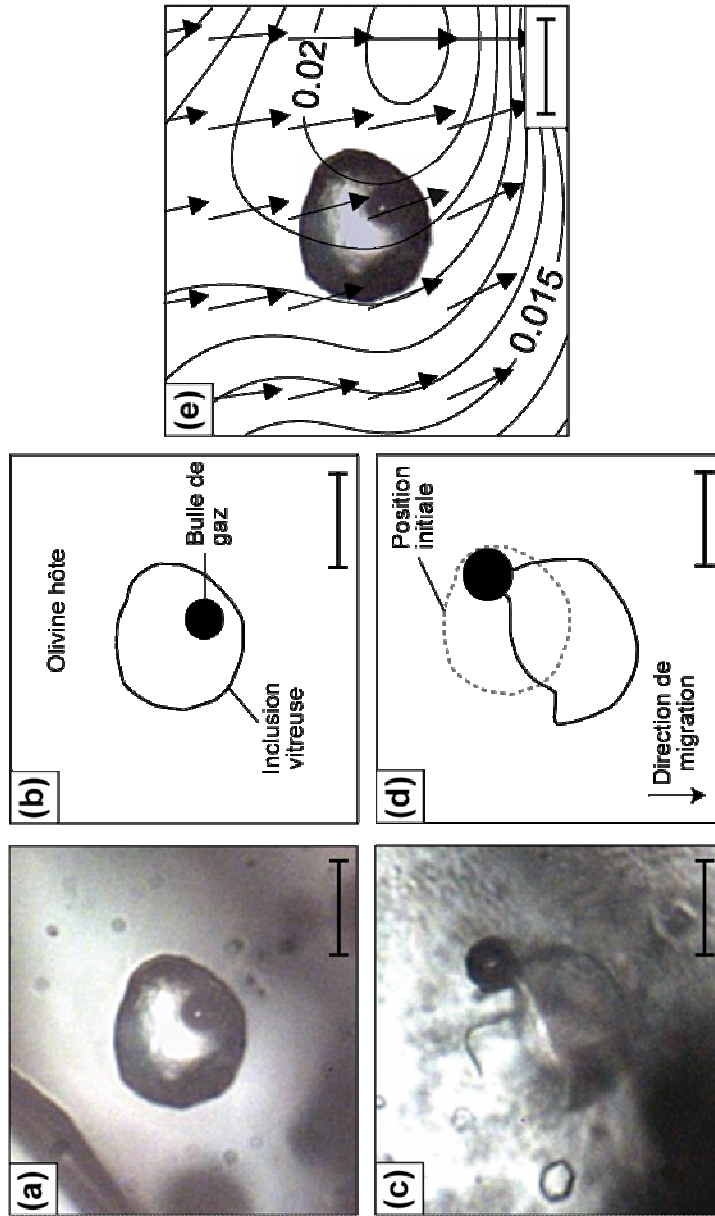 (a)
(b)
Olivine hôte
Bulle de
gaz
Inclusion
vitreuse
(c)
(d)
Position
initiale
Direction de
migration
(e)
0.02
0.015